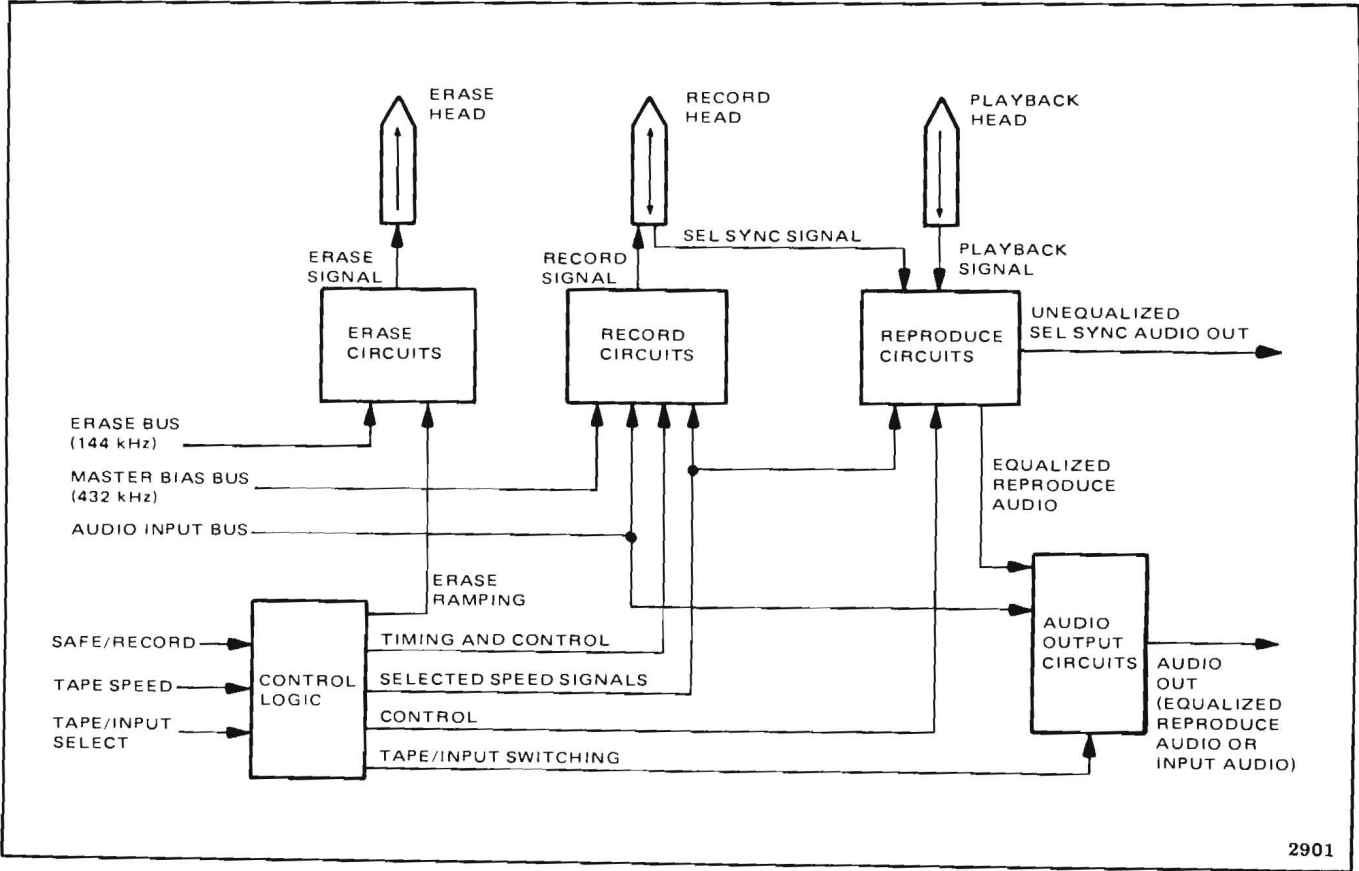 ERASE
HEAD
RECORD
HEAD
PLAYBACK
HEAD
ERASE
SIGNAL
RECORD
SIGNAL
SEL SYNC SIGNAL
PLAYBACK
SIGNAL
ERASE
CIRCUITS
RECORD
CIRCUITS
REPRODUCE
CIRCUITS
UNEQUALIZED
SEL SYNC AUDIO OUT
ERASE BUS
(144 kHz)
MASTER BIAS BUS
(432 kHz)
AUDIO INPUT BUS
EQUALIZED
REPRODUCE
AUDIO
ERASE
RAMPING
SAFE/RECORD
TAPE SPEED
TAPE/INPUT
SELECT
CONTROL
LOGIC
TIMING AND CONTROL
SELECTED SPEED SIGNALS
CONTROL
TAPE/INPUT SWITCHING
AUDIO
OUTPUT
CIRCUITS
AUDIO
OUT
(EQUALIZED
REPRODUCE
AUDIO OR
INPUT AUDIO)
2901